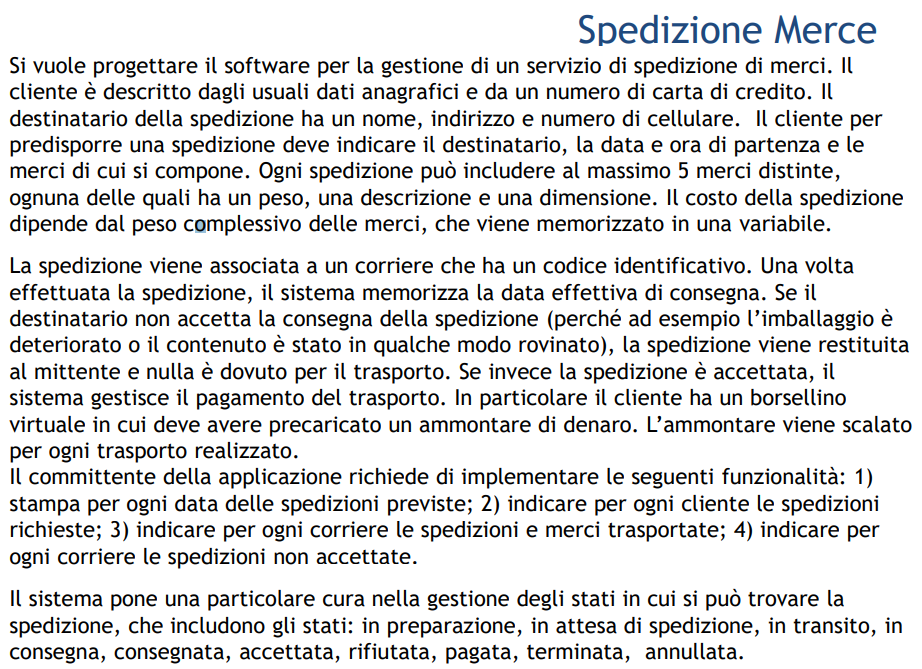 Spedizione Merce
Si vuole progettare il software per la gestione di un servizio di spedizione di merci. Il
cliente è descritto dagli usuali dati anagrafici e da un numero di carta di credito. Il
destinatario della spedizione ha un nome, indirizzo e numero di cellulare.  Il cliente per
predisporre una spedizione deve indicare il destinatario, la data e ora di partenza e le
merci di cui si compone. Ogni spedizione può includere al massimo 5 merci distinte,
ognuna delle quali ha un peso, una descrizione e una dimensione. Il costo della spedizione
dipende dal peso complessivo delle merci, che viene memorizzato in una variabile.
La spedizione viene associata a un corriere che ha un codice identificativo. Una volta
effettuata la spedizione, il sistema memorizza la data effettiva di consegna. Se il
destinatario non accetta la consegna della spedizione (perché ad esempio l'imballaggio è
deteriorato o il contenuto è stato in qualche modo rovinato), la spedizione viene restituita
al mittente e nulla è dovuto per il trasporto. Se invece la spedizione è accettata, il
sistema gestisce il pagamento del trasporto. In particolare il cliente ha un borsellino
virtuale in cui deve avere precaricato un ammontare di denaro. L'ammontare viene scalato
per ogni trasporto realizzato.
Il committente della applicazione richiede di implementare le seguenti funzionalità: 1)
stampa per ogni data delle spedizioni previste; 2) indicare per ogni cliente le spedizioni
richieste; 3) indicare per ogni corriere le spedizioni e merci trasportate; 4) indicare per
ogni corriere le spedizioni non accettate.
Il sistema pone una particolare cura nella gestione degli stati in cui si può trovare la
spedizione, che includono gli stati: in preparazione, in attesa di spedizione, in transito, in
consegna, consegnata, accettata, rifiutata, pagata, terminata,  annullata.